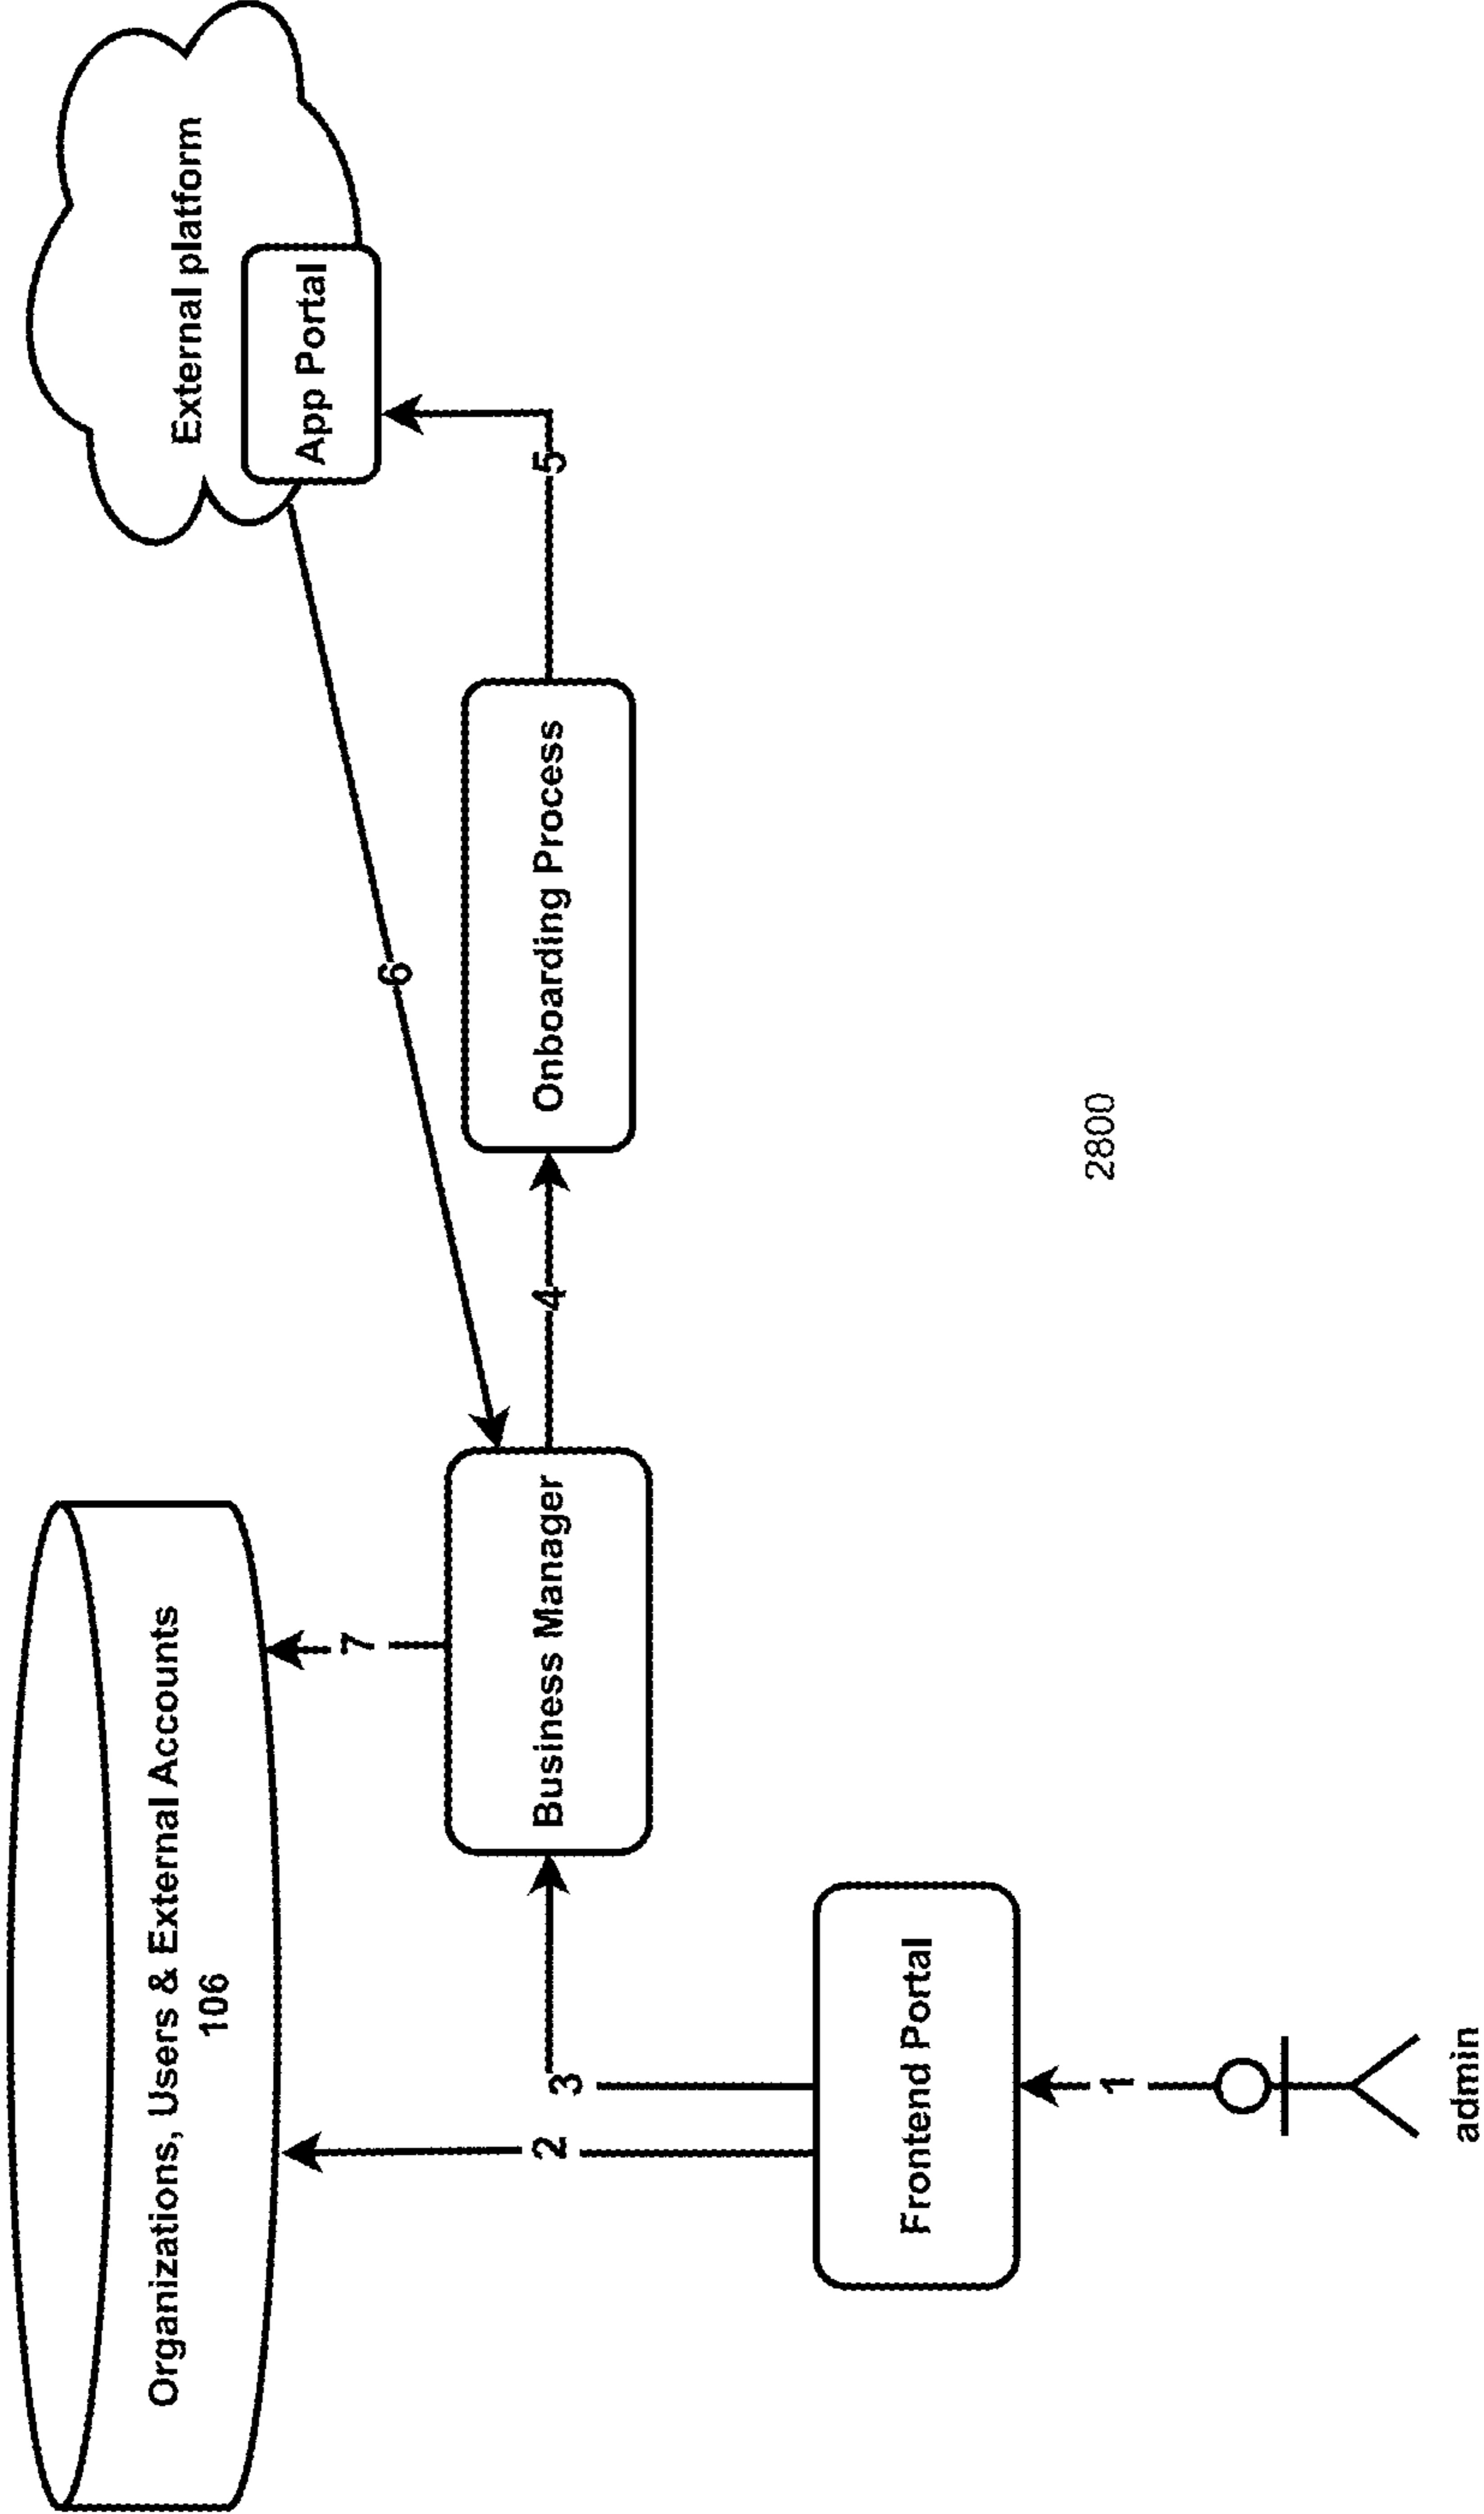 Organizations, Users & External Accounts
106
External platform
App Portal
7
6
2
3
Business Manager
4
Onboarding Process
5
Frontend Portal
1
admin
2800